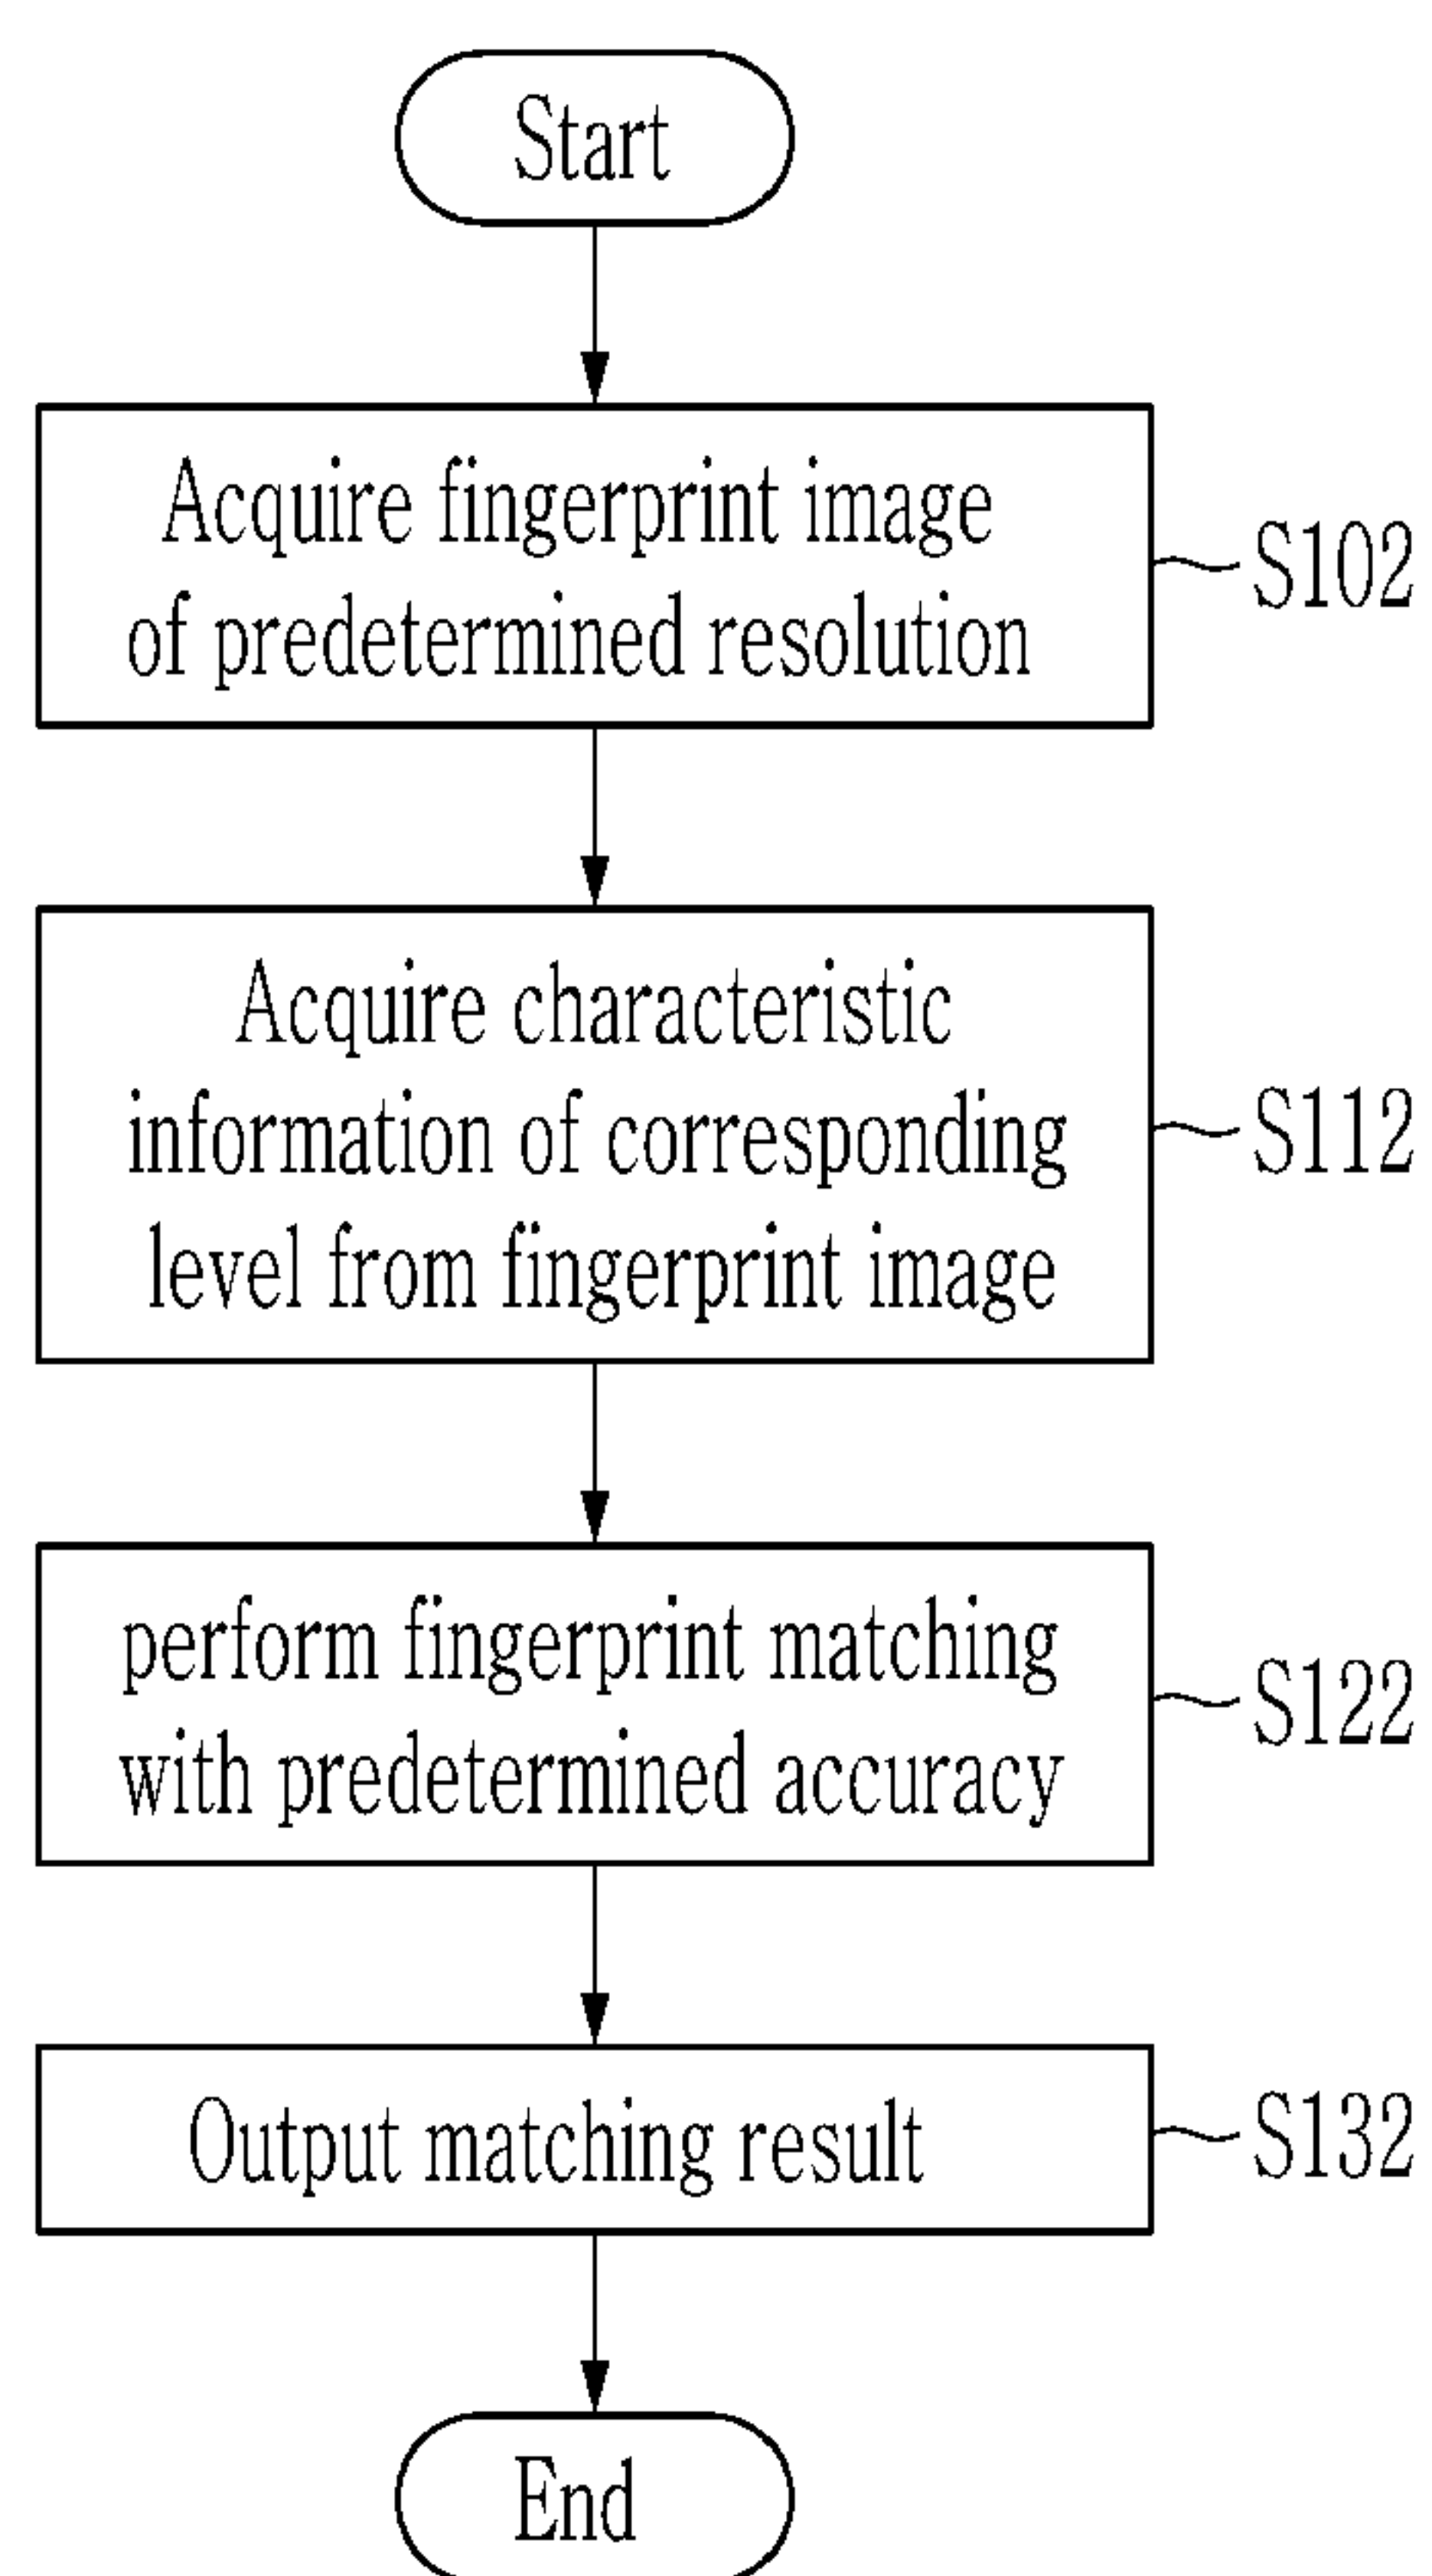 Start
Acquire fingerprint image
of predetermined resolution
S102
Acquire characteristic
information of corresponding
level from fingerprint image
S112
perform fingerprint matching
with predetermined accuracy
S122
Output matching result
S132
End